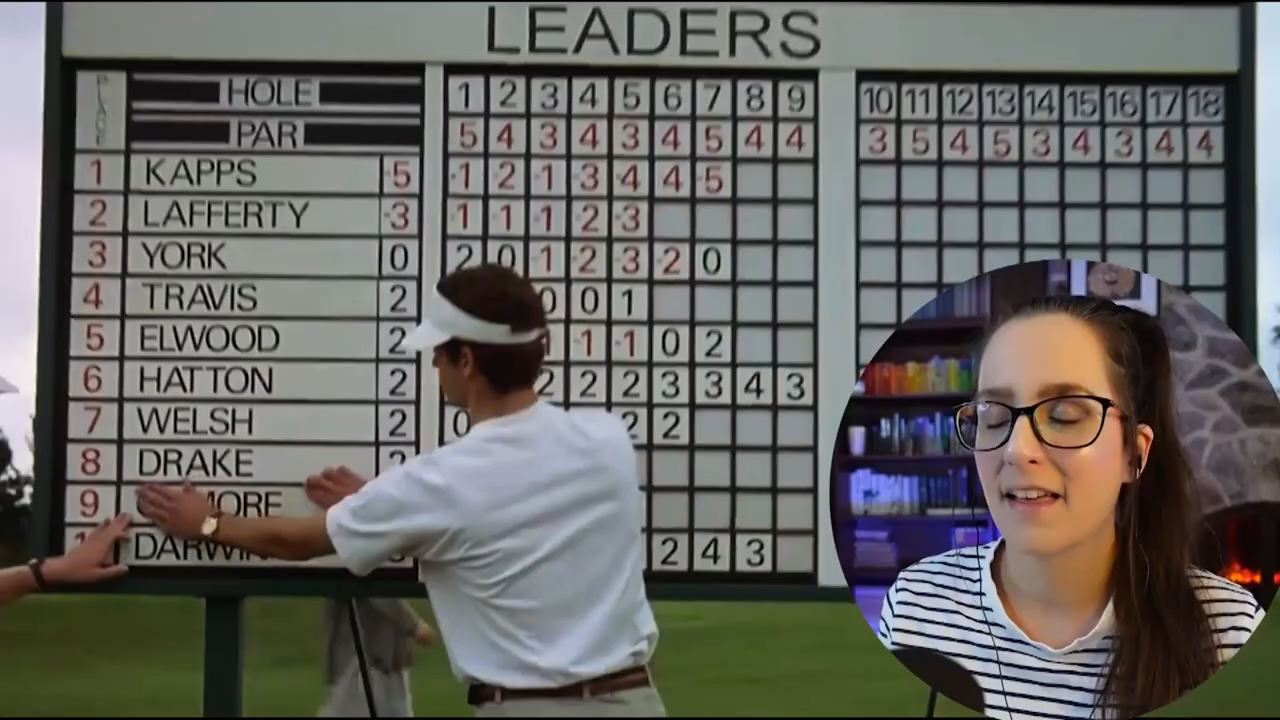 LEADERS
PLACE HOLE 1 2 3 4 5 6 7 8 9 10 11 12 13 14 15 16 17 18
PAR 5 4 3 4 3 4 5 4 4 3 5 4 5 3 4 3 4 4
1 KAPPS -5 -1 -2 -1 -3 -4 -4 -5
2 LAFFERTY -3 -1 -1 -1 -2 -3
3 YORK 0 2 0 -1 -2 -3 -2 0
4 TRAVIS 2 0 0 1
5 ELWOOD 2 -1 -1 0 2
6 HATTON 2 2 2 2 3 3 4 3
7 WELSH 2 0 2 2
8 DRAKE
9 MORE
DARWIN 2 4 3